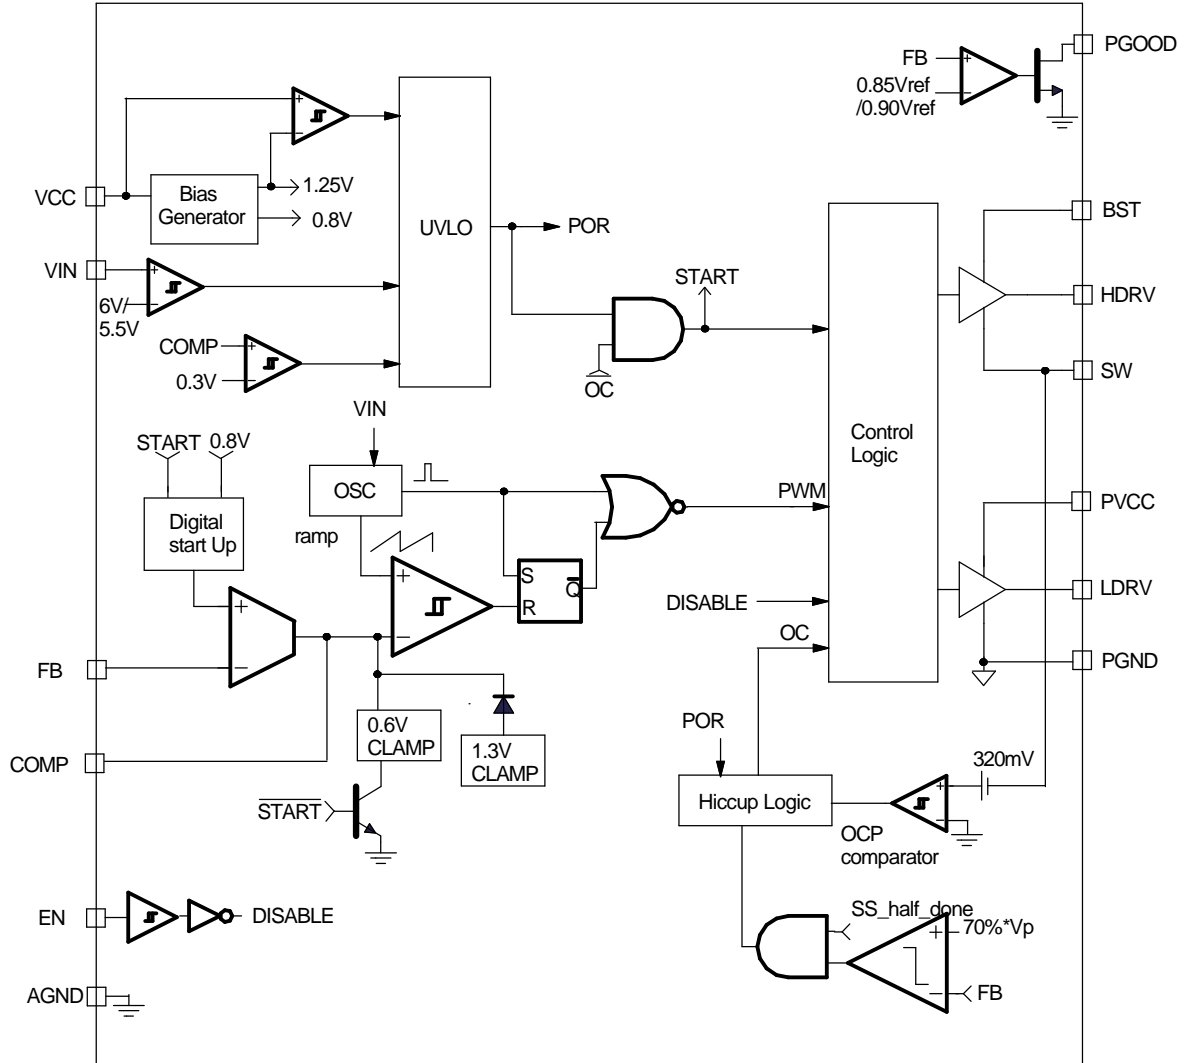 PGOOD
FB
+
0.85Vref
/0.90Vref
−
+
−
VCC
Bias
Generator
1.25V
0.8V
UVLO
POR
BST
VIN
+
−
6V/
5.5V
START
HDRV
COMP
+
0.3V
−
OC
SW
VIN
START
0.8V
OSC
Control
Logic
PWM
PVCC
Digital
start Up
ramp
+
−
S
R
Q
DISABLE
LDRV
+
−
OC
FB
PGND
0.6V
CLAMP
1.3V
CLAMP
POR
COMP
320mV
START
Hiccup Logic
+
−
OCP
comparator
EN
DISABLE
SS_half_done
+
70%*Vp
−
FB
AGND